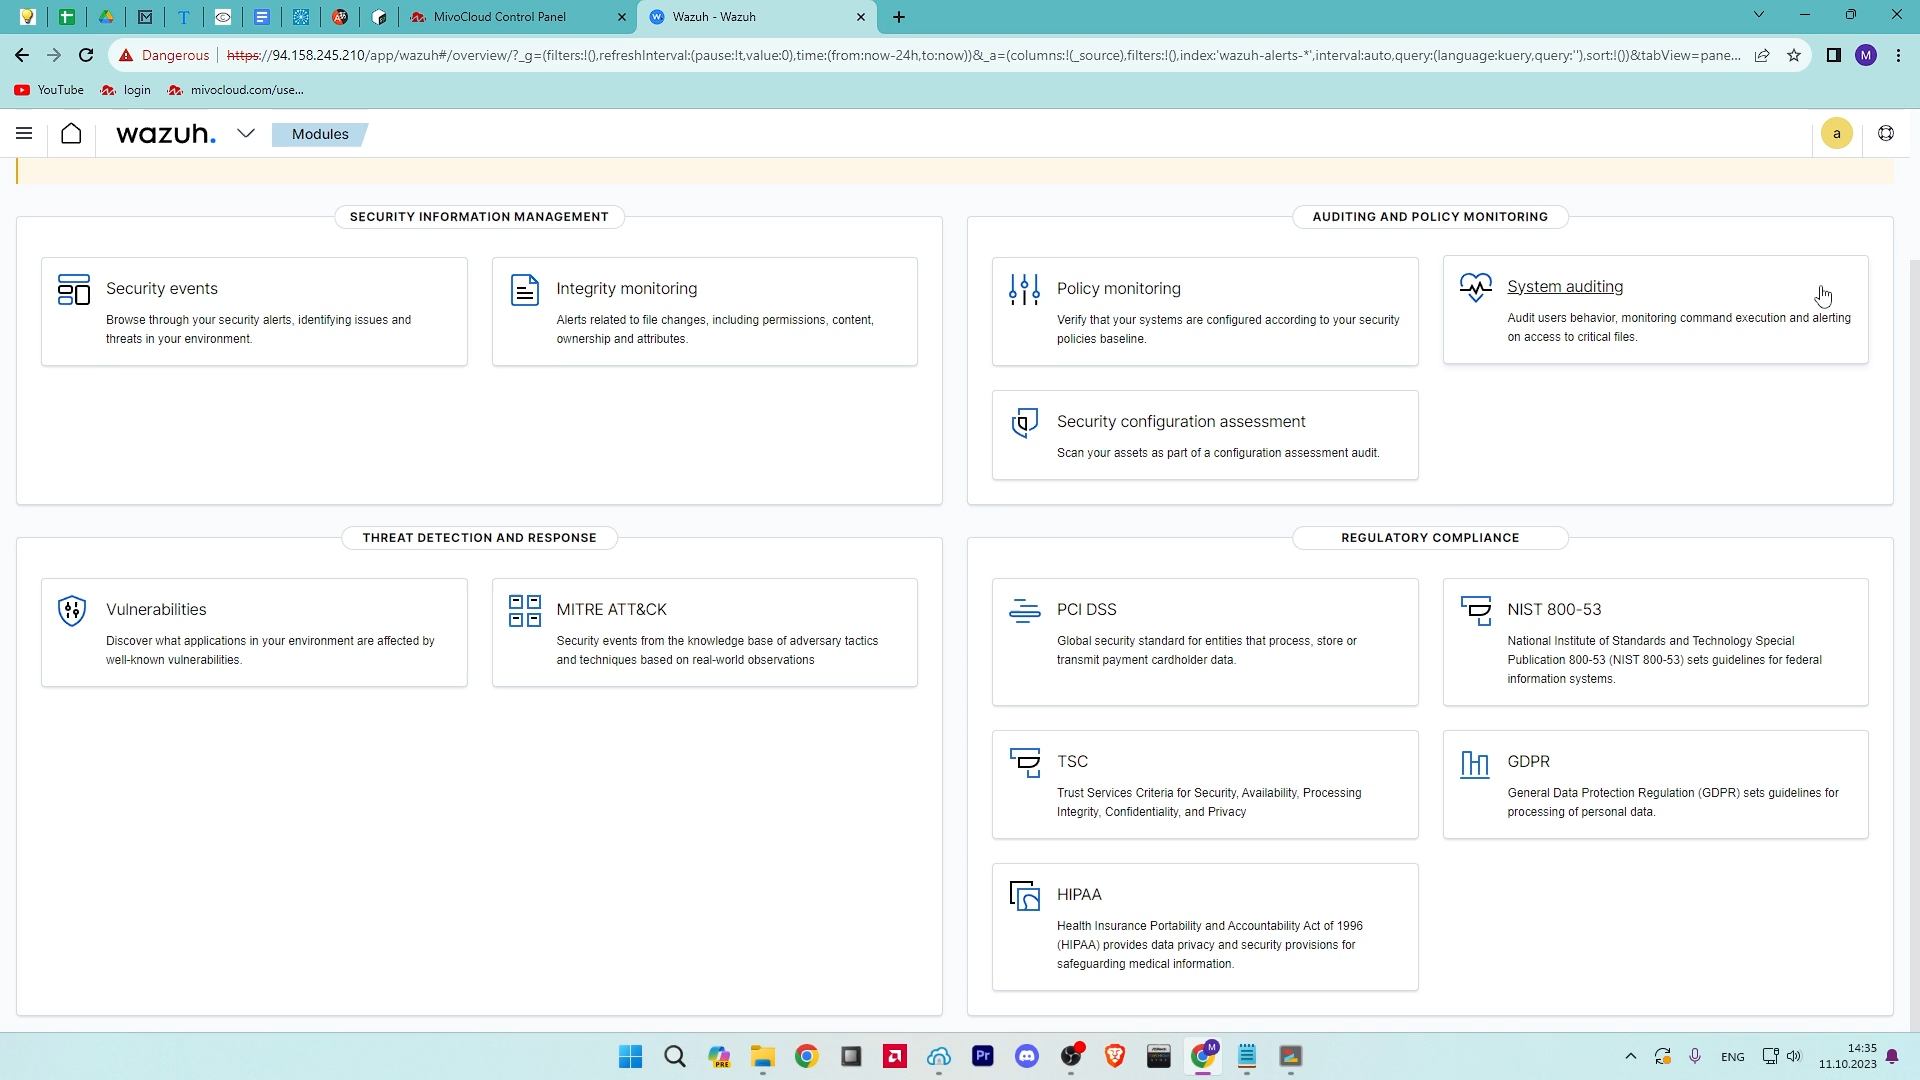 MivoCloud Control Panel
Wazuh - Wazuh
Dangerous
https://94.158.245.210/app/wazuh#/overview/?_g=(filters:!(),refreshInterval:(pause:!t,value:0),time:(from:now-24h,to:now))&_a=(columns:!(_source),filters:!(),index:'wazuh-alerts-*',interval:auto,query:(language:kuery,query:''),sort:!())&tabView=pane...
M
YouTube
login
mivocloud.com/use...
wazuh.
Modules
a
SECURITY INFORMATION MANAGEMENT
Security events
Browse through your security alerts, identifying issues and
threats in your environment.
Integrity monitoring
Alerts related to file changes, including permissions, content,
ownership and attributes.
AUDITING AND POLICY MONITORING
Policy monitoring
Verify that your systems are configured according to your security
policies baseline.
System auditing
Audit users behavior, monitoring command execution and alerting
on access to critical files.
Security configuration assessment
Scan your assets as part of a configuration assessment audit.
THREAT DETECTION AND RESPONSE
Vulnerabilities
Discover what applications in your environment are affected by
well-known vulnerabilities.
MITRE ATT&CK
Security events from the knowledge base of adversary tactics
and techniques based on real-world observations
REGULATORY COMPLIANCE
PCI DSS
Global security standard for entities that process, store or
transmit payment cardholder data.
NIST 800-53
National Institute of Standards and Technology Special
Publication 800-53 (NIST 800-53) sets guidelines for federal
information systems.
TSC
Trust Services Criteria for Security, Availability, Processing
Integrity, Confidentiality, and Privacy
GDPR
General Data Protection Regulation (GDPR) sets guidelines for
processing of personal data.
HIPAA
Health Insurance Portability and Accountability Act of 1996
(HIPAA) provides data privacy and security provisions for
safeguarding medical information.
PRE
Pr
M
ENG
14:35
11.10.2023